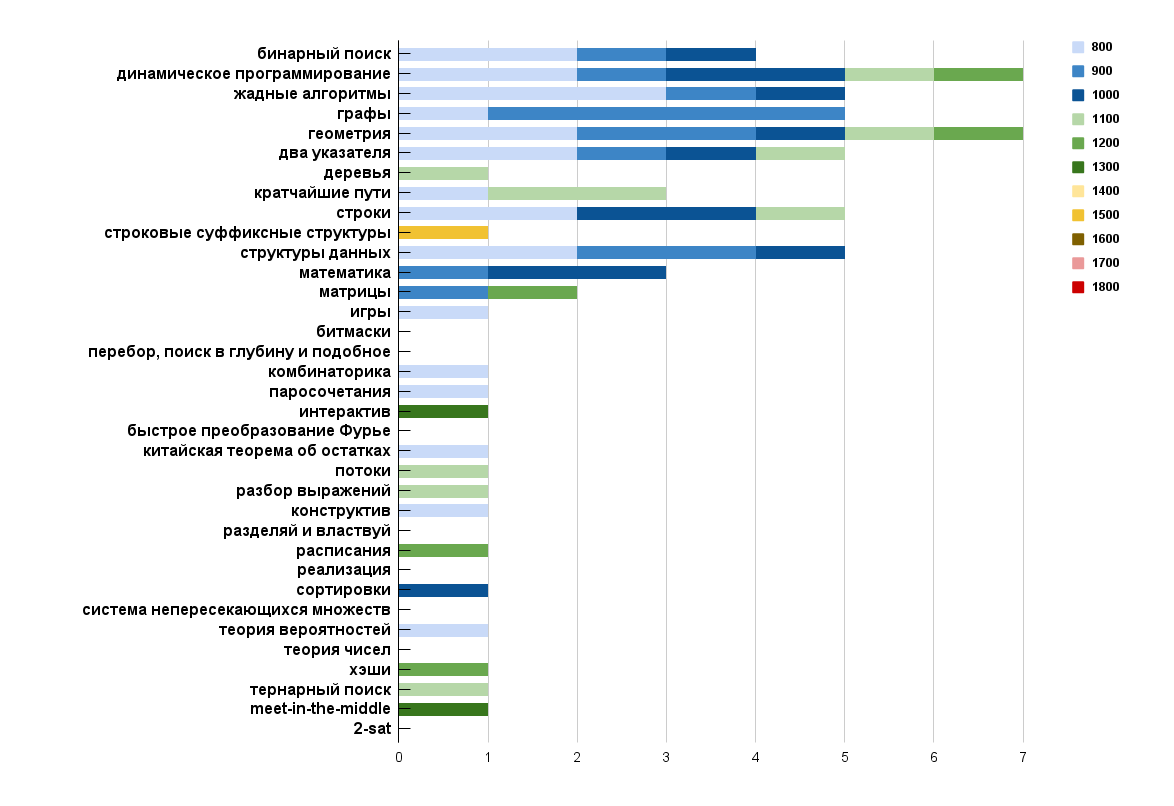 бинарный поиск
динамическое программирование
жадные алгоритмы
графы
геометрия
два указателя
деревья
кратчайшие пути
строки
строковые суффиксные структуры
структуры данных
математика
матрицы
игры
битмаски
перебор, поиск в глубину и подобное
комбинаторика
паросочетания
интерактив
быстрое преобразование Фурье
китайская теорема об остатках
потоки
разбор выражений
конструктив
разделяй и властвуй
расписания
реализация
сортировки
система непересекающихся множеств
теория вероятностей
теория чисел
хэши
тернарный поиск
meet-in-the-middle
2-sat
0 1 2 3 4 5 6 7
800
900
1000
1100
1200
1300
1400
1500
1600
1700
1800